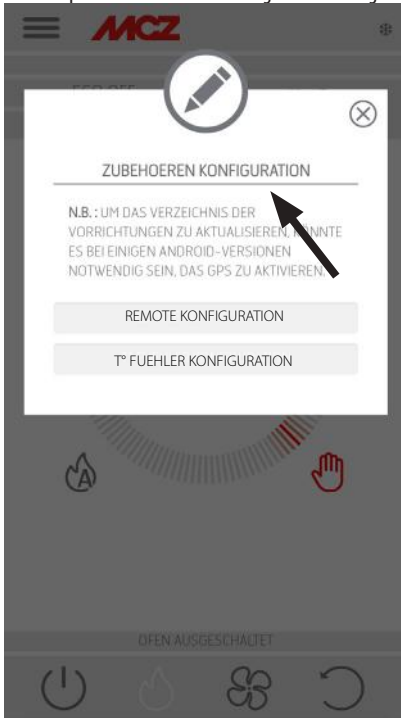 MCZ
ZUBEHOEREN KONFIGURATION
N.B. : UM DAS VERZEICHNIS DER
VORRICHTUNGEN ZU AKTUALISIEREN, KÖNNTE
ES BEI EINIGEN ANDROID-VERSIONEN
NOTWENDIG SEIN, DAS GPS ZU AKTIVIEREN.
REMOTE KONFIGURATION
T° FUEHLER KONFIGURATION
A
OFEN AUSGESCHALTET